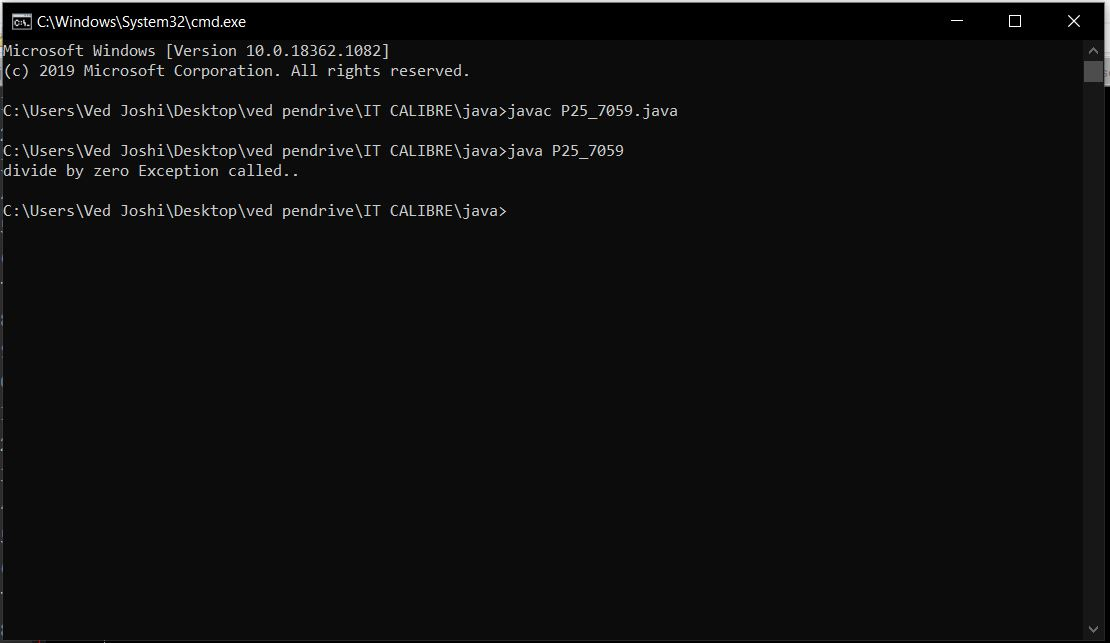 C:\Windows\System32\cmd.exe
Microsoft Windows [Version 10.0.18362.1082]
(c) 2019 Microsoft Corporation. All rights reserved.
C:\Users\Ved Joshi\Desktop\ved pendrive\IT CALIBRE\java>javac P25_7059.java
C:\Users\Ved Joshi\Desktop\ved pendrive\IT CALIBRE\java>java P25_7059
divide by zero Exception called..
C:\Users\Ved Joshi\Desktop\ved pendrive\IT CALIBRE\java>